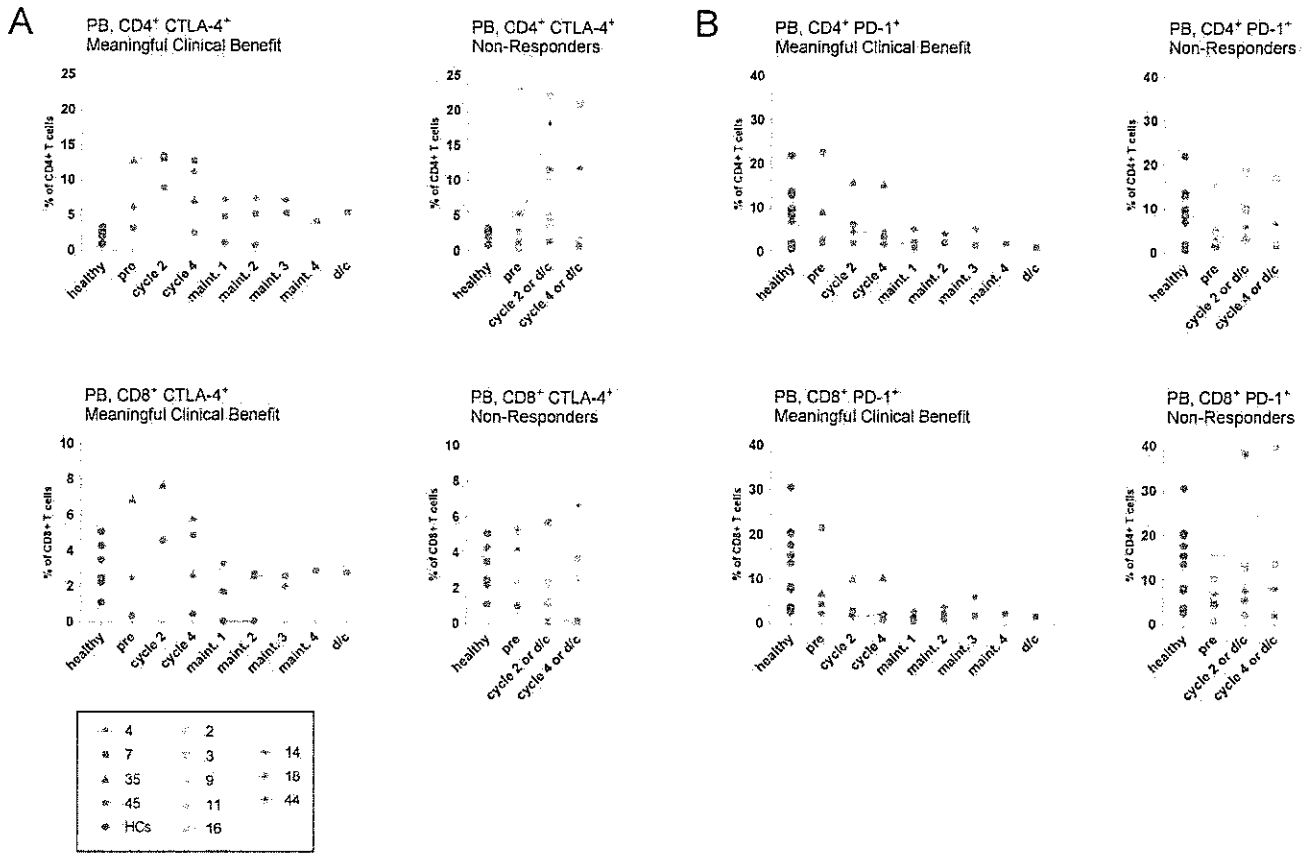 A
PB, CD4⁺ CTLA-4⁺
Meaningful Clinical Benefit
% of CD4+ T cells
25
20
15
10
5
0
healthy
pre
cycle 2
cycle 4
maint. 1
maint. 2
maint. 3
maint. 4
d/c
PB, CD4⁺ CTLA-4⁺
Non-Responders
% of CD4+ T cells
25
20
15
10
5
0
healthy
pre
cycle 2 or d/c
cycle 4 or d/c
B
PB, CD4⁺ PD-1⁺
Meaningful Clinical Benefit
% of CD4+ T cells
40
30
20
10
0
healthy
pre
cycle 2
cycle 4
maint. 1
maint. 2
maint. 3
maint. 4
d/c
PB, CD4⁺ PD-1⁺
Non-Responders
% of CD4+ T cells
40
30
20
10
0
healthy
pre
cycle 2 or d/c
cycle 4 or d/c
PB, CD8⁺ CTLA-4⁺
Meaningful Clinical Benefit
% of CD8+ T cells
10
8
6
4
2
0
healthy
pre
cycle 2
cycle 4
maint. 1
maint. 2
maint. 3
maint. 4
d/c
PB, CD8⁺ CTLA-4⁺
Non-Responders
% of CD8+ T cells
10
8
6
4
2
0
healthy
pre
cycle 2 or d/c
cycle 4 or d/c
PB, CD8⁺ PD-1⁺
Meaningful Clinical Benefit
% of CD8+ T cells
40
30
20
10
0
healthy
pre
cycle 2
cycle 4
maint. 1
maint. 2
maint. 3
maint. 4
d/c
PB, CD8⁺ PD-1⁺
Non-Responders
% of CD4+ T cells
40
30
20
10
0
healthy
pre
cycle 2 or d/c
cycle 4 or d/c
4
7
35
45
HCs
2
3
9
11
16
14
18
44